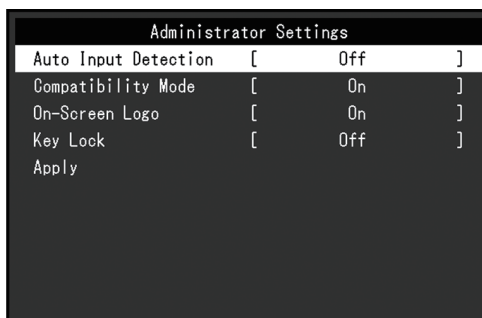 Administrator Settings
Auto Input Detection [ Off ]
Compatibility Mode [ On ]
On-Screen Logo [ On ]
Key Lock [ Off ]
Apply